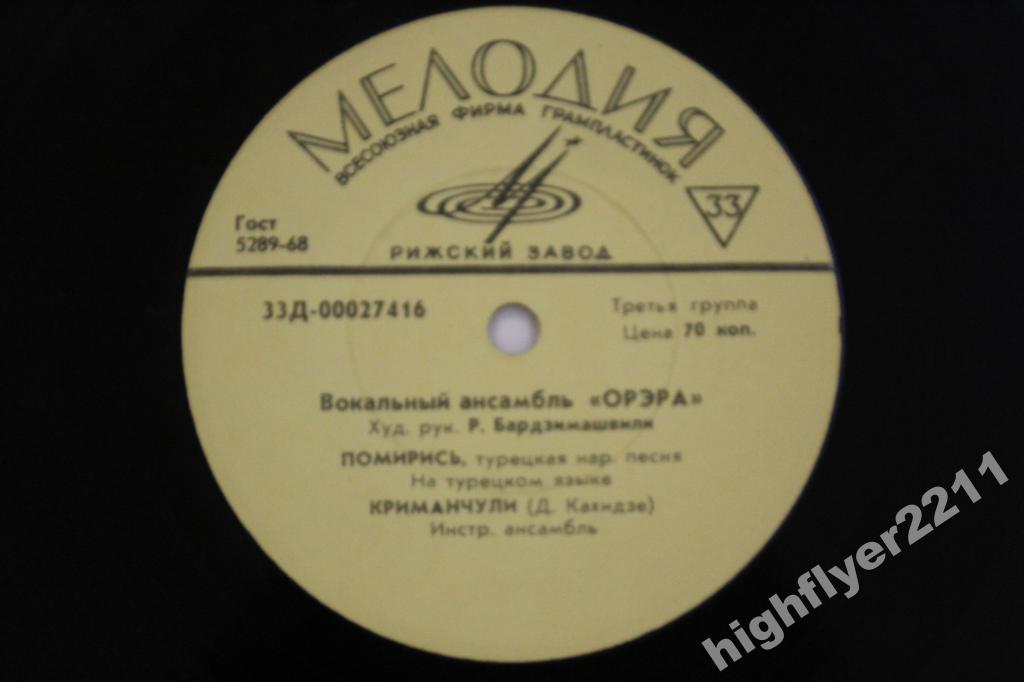 МЕЛОДИЯ
ВСЕСОЮЗНАЯ ФИРМА ГРАМПЛАСТИНОК
33
Гост
5289-68
РИЖСКИЙ ЗАВОД
33Д-00027416
Третья группа
Цена 70 коп.
Вокальный ансамбль «ОРЭРА»
Худ. рук. Р. Бардзимашвили
ПОМИРИСЬ, турецкая нар. песня
На турецком языке
КРИМАНЧУЛИ (Д. Кахидзе)
Инстр. ансамбль
highflyer2211